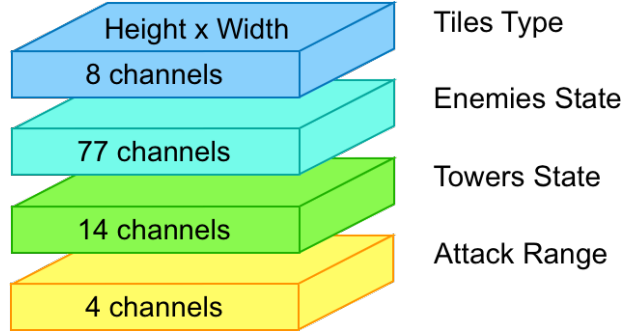 Height x Width
Tiles Type
8 channels
Enemies State
77 channels
Towers State
14 channels
Attack Range
4 channels